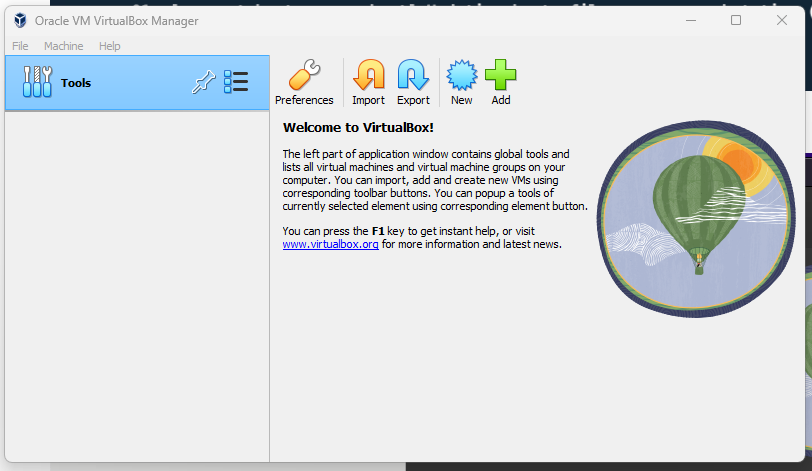 Oracle VM VirtualBox Manager
File Machine Help
Tools
Preferences Import Export New Add
Welcome to VirtualBox!
The left part of application window contains global tools and
lists all virtual machines and virtual machine groups on your
computer. You can import, add and create new VMs using
corresponding toolbar buttons. You can popup a tools of
currently selected element using corresponding element button.
You can press the F1 key to get instant help, or visit
www.virtualbox.org for more information and latest news.